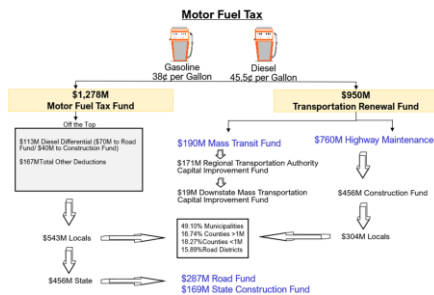 Motor Fuel Tax
Gasoline
38¢ per Gallon
Diesel
45.5¢ per Gallon
$1,278M
Motor Fuel Tax Fund
$950M
Transportation Renewal Fund
Off the Top
$113M Diesel Differential ($70M to Road
Fund/ $40M to Construction Fund)
$167MTotal Other Deductions
$190M Mass Transit Fund
$760M Highway Maintenance
$171M Regional Transportation Authority
Capital Improvement Fund
$19M Downstate Mass Transportation
Capital Improvement Fund
$456M Construction Fund
$543M Locals
49.10% Municipalities
16.74% Counties >1M
18.27%Counties <1M
15.89%Road Districts
$304M Locals
$456M State
$287M Road Fund
$169M State Construction Fund